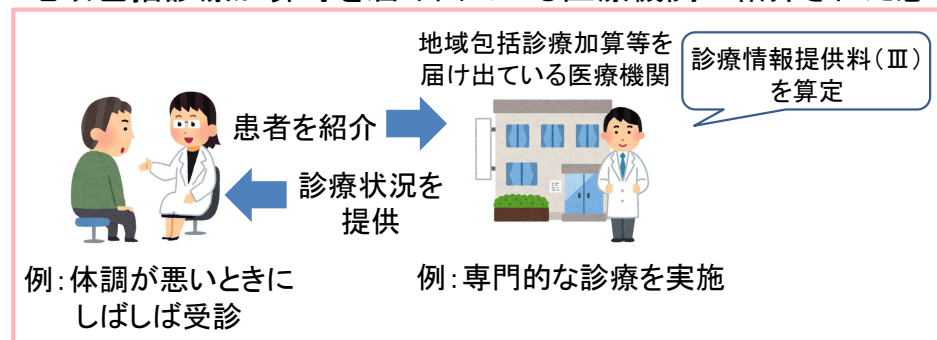 地域包括診療加算等を
届け出ている医療機関
診療情報提供料(Ⅲ)
を算定
患者を紹介
診療状況を
提供
例：体調が悪いときに
しばしば受診
例：専門的な診療を実施